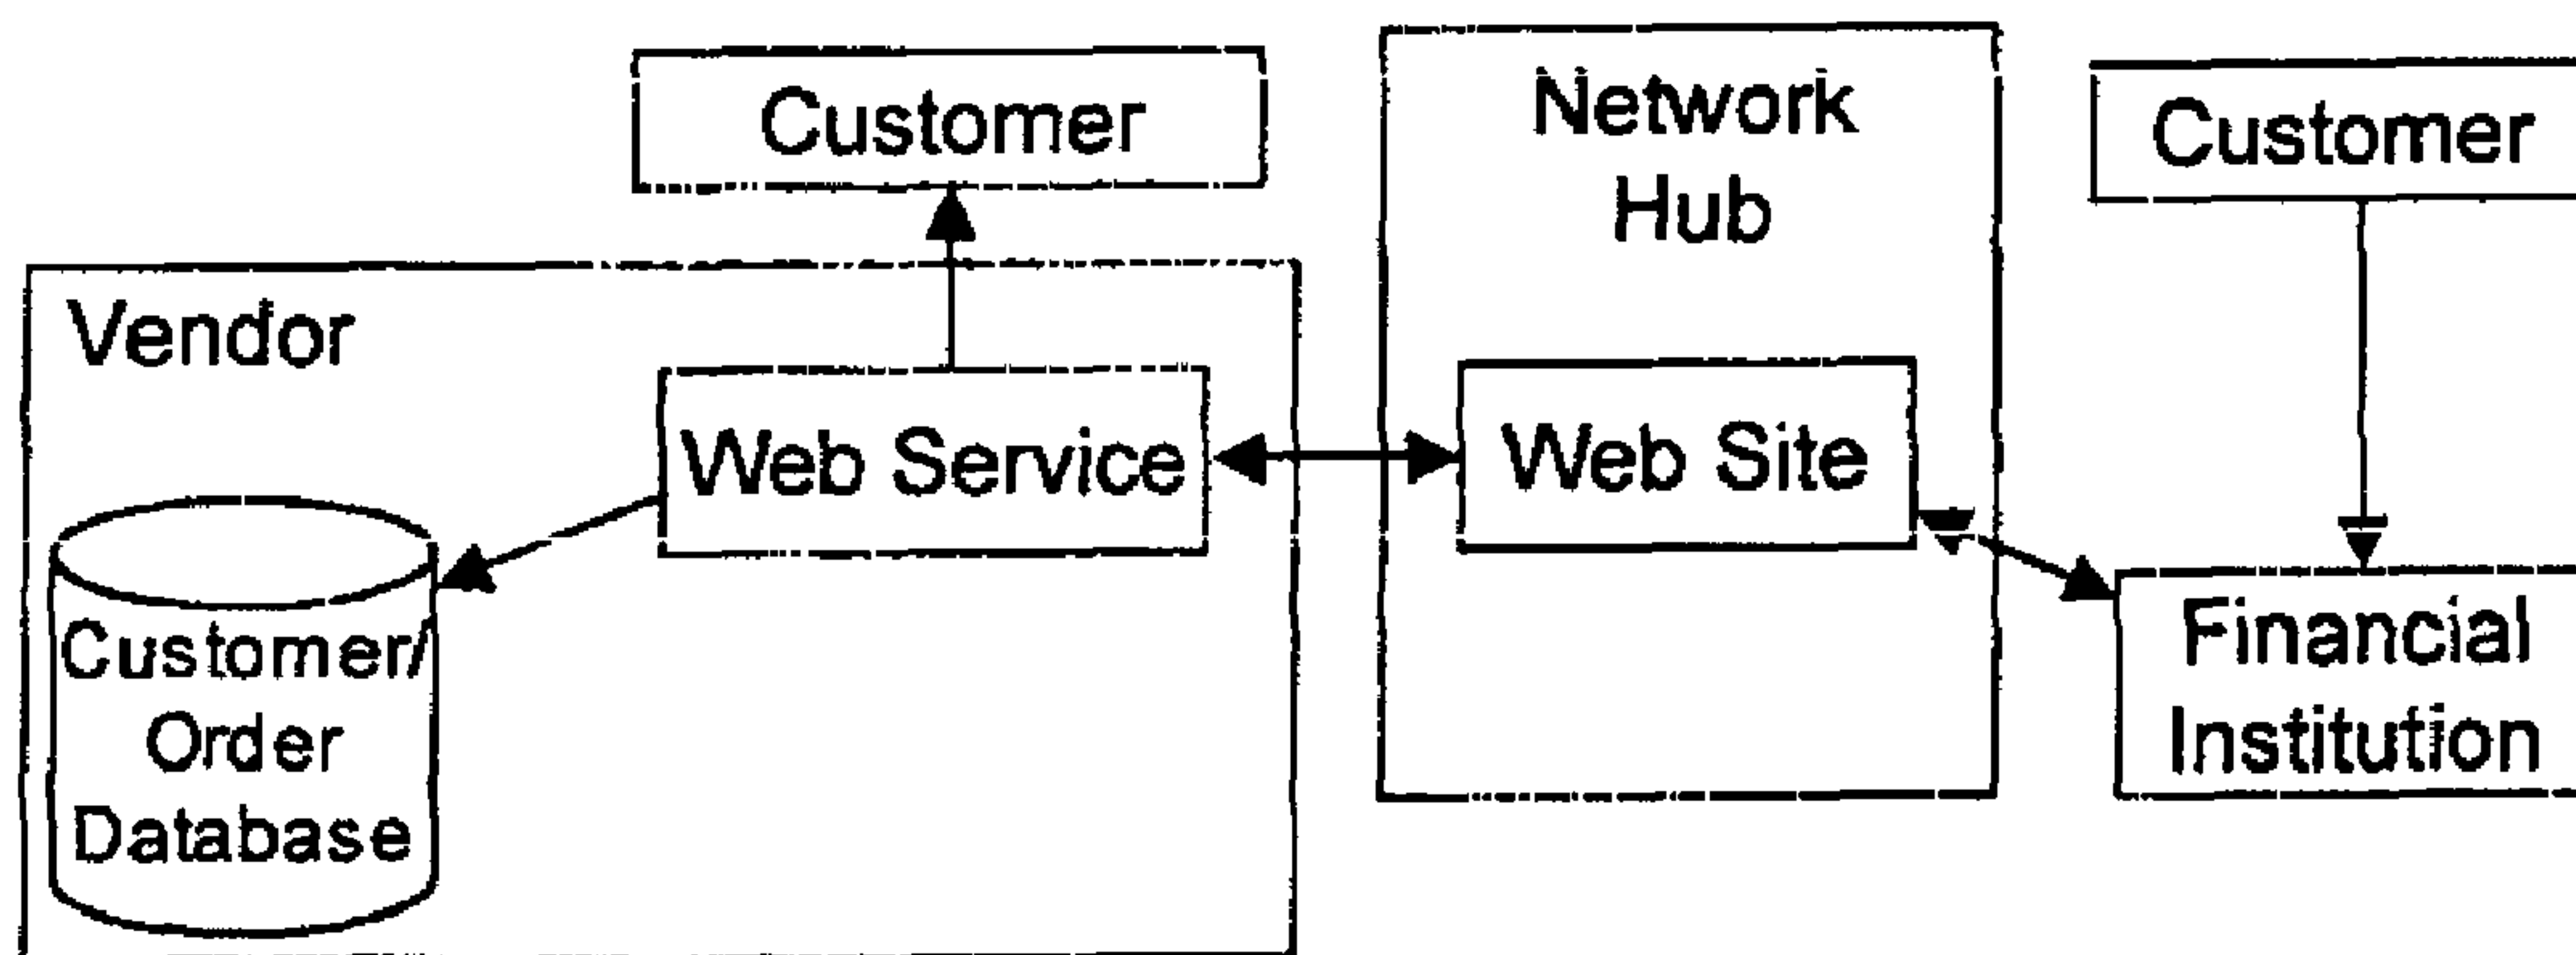 Customer
Network
Hub
Customer
Vendor
Web Service
Web Site
Customer/
Order
Database
Financial
Institution